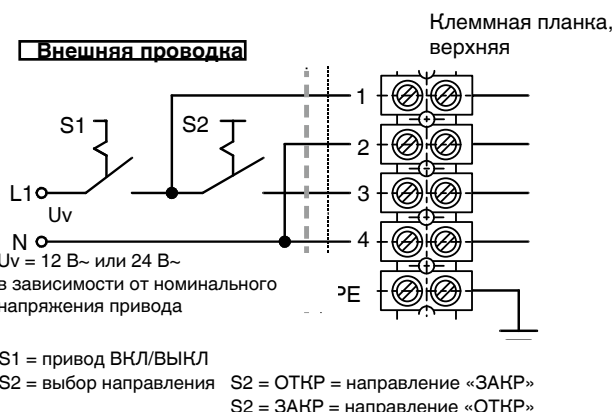 Клеммная планка,
верхняя
Внешняя проводка
1
S1
S2
2
L1
3
Uv
N
4
Uv = 12 В~ или 24 В~
в зависимости от номинального
напряжения привода
PE
S1 = привод ВКЛ/ВЫКЛ
S2 = выбор направления S2 = ОТКР = направление «ЗАКР»
S2 = ЗАКР = направление «ОТКР»